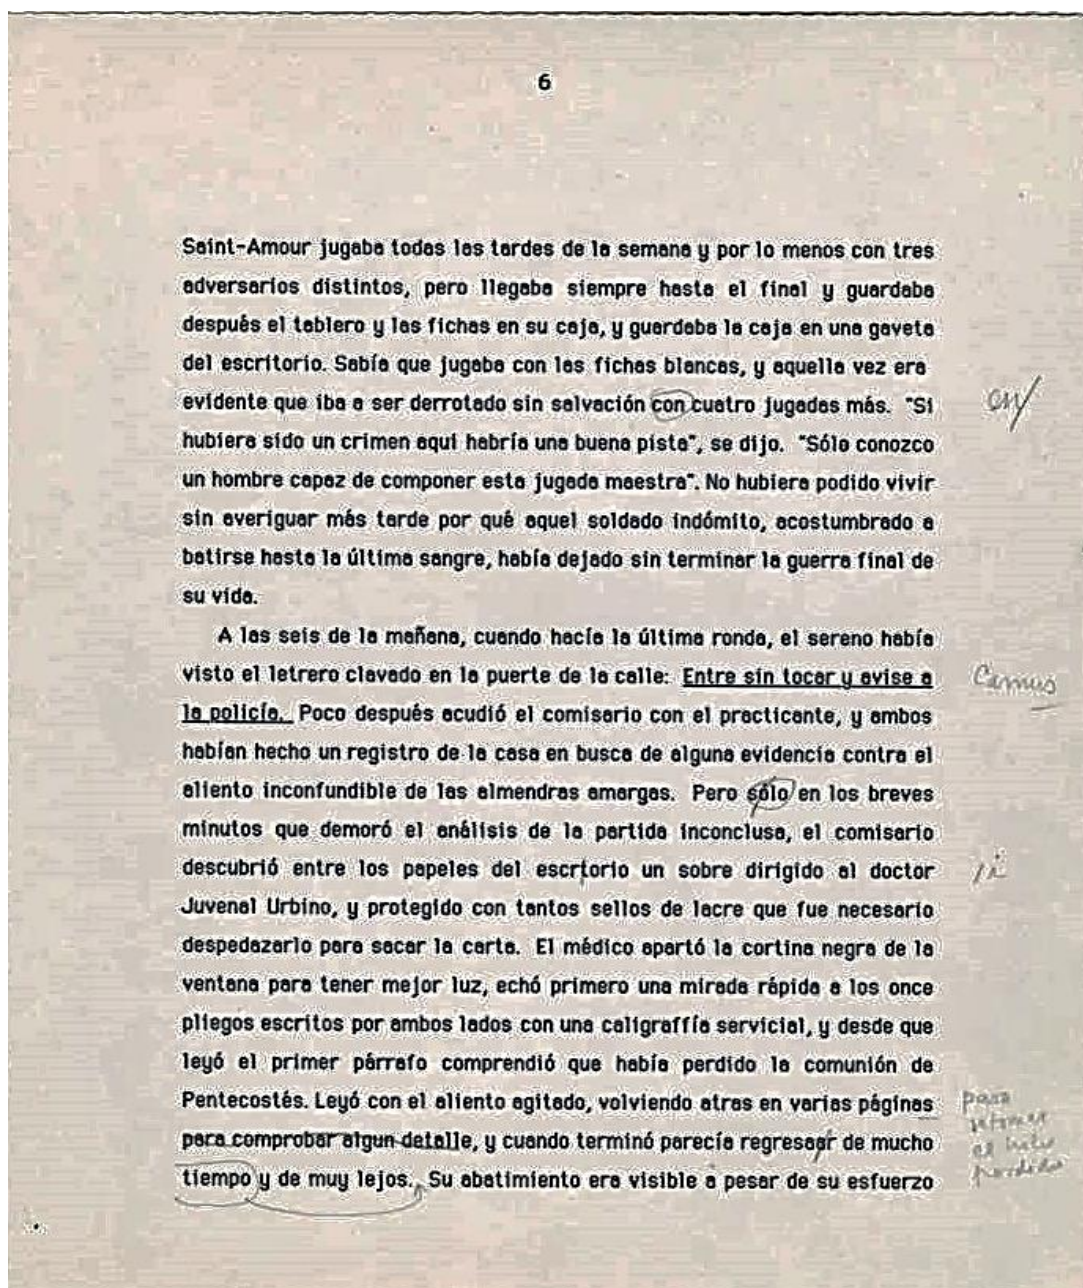 6
Saint-Amour jugaba todas las tardes de la semana y por lo menos con tres
adversarios distintos, pero llegaba siempre hasta el final y guardaba
después el tablero y las fichas en su caja, y guardaba la caja en una gaveta
del escritorio. Sabía que jugaba con las fichas blancas, y aquella vez era
evidente que iba a ser derrotado sin salvación con cuatro jugadas más. "Si en/
hubiera sido un crimen aquí habría una buena pista", se dijo. "Sólo conozco
un hombre capaz de componer esta jugada maestra". No hubiera podido vivir
sin averiguar más tarde por qué aquel soldado indómito, acostumbrado a
batirse hasta la última sangre, había dejado sin terminar la guerra final de
su vida.
A las seis de la mañana, cuando hacía la última ronda, el sereno había
visto el letrero clavado en la puerte de la calle: Entre sin tocar y avise a
la policía. Poco después acudió el comisario con el practicante, y ambos
habían hecho un registro de la casa en busca de alguna evidencia contra el
aliento inconfundible de las almendras amargas. Pero sólo en los breves
minutos que demoró el análisis de la partida inconclusa, el comisario
descubrió entre los papeles del escrtorio un sobre dirigido al doctor /i
Juvenal Urbino, y protegido con tantos sellos de lacre que fue necesario
despedazarlo para sacar la carta. El médico apartó la cortina negra de la
ventana para tener mejor luz, echó primero una mirada rápida a los once
pliegos escritos por ambos lados con una caligraffía servicial, y desde que
leyó el primer párrafo comprendió que había perdido la comunión de
Pentecostés. Leyó con el aliento agitado, volviendo atras en varias páginas para
retomar
el hilo
perdido
para comprobar algun detalle, y cuando terminó parecía regresaar de mucho
tiempo y de muy lejos. Su abatimiento era visible a pesar de su esfuerzo